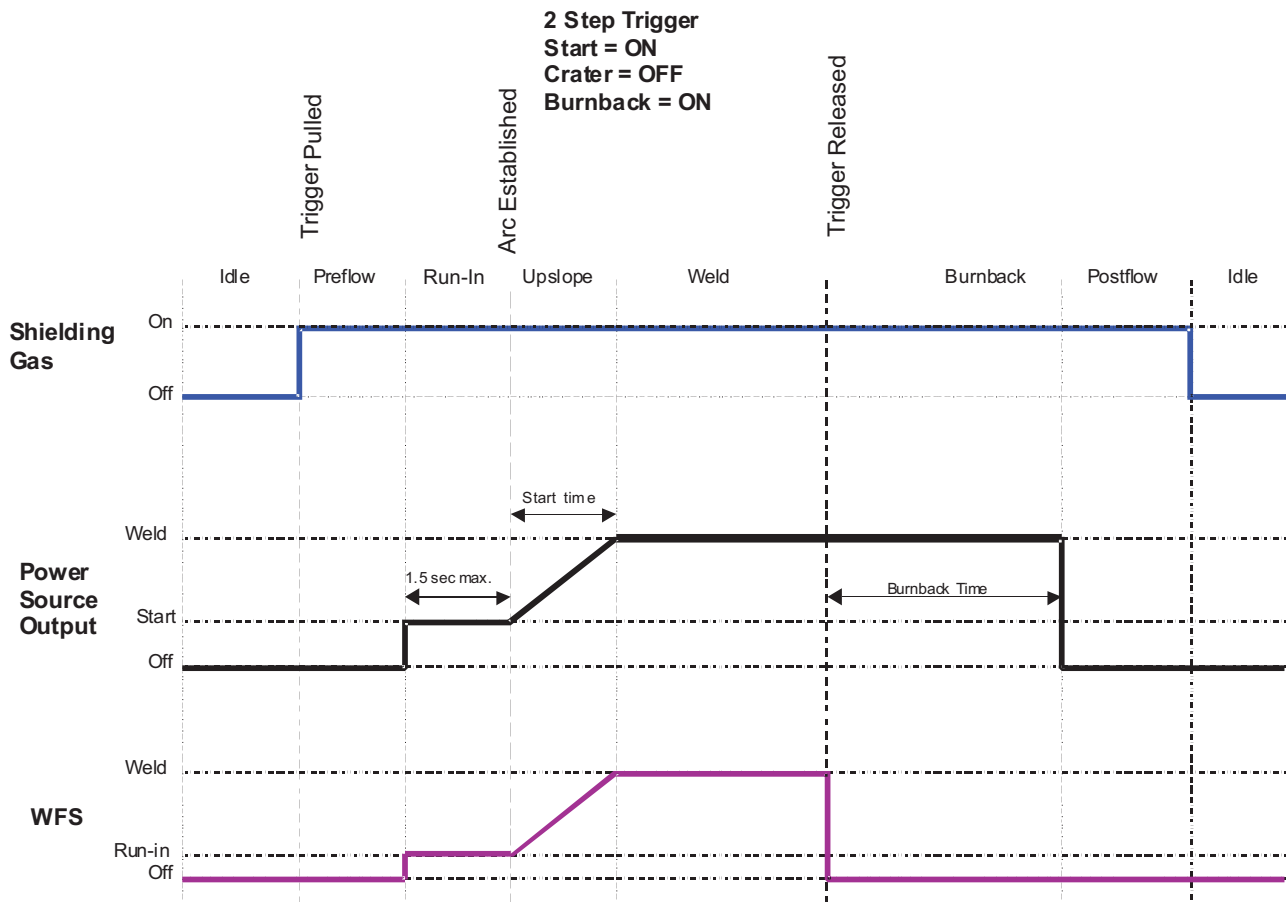 2 Step Trigger
Start = ON
Crater = OFF
Burnback = ON
Trigger Pulled
Arc Established
Trigger Released
Idle
Preflow
Run-In
Upslope
Weld
Burnback
Postflow
Idle
Shielding
Gas
On
Off
Power
Source
Output
Weld
Start
Off
Start time
1.5 sec max.
Burnback Time
WFS
Weld
Run-in
Off